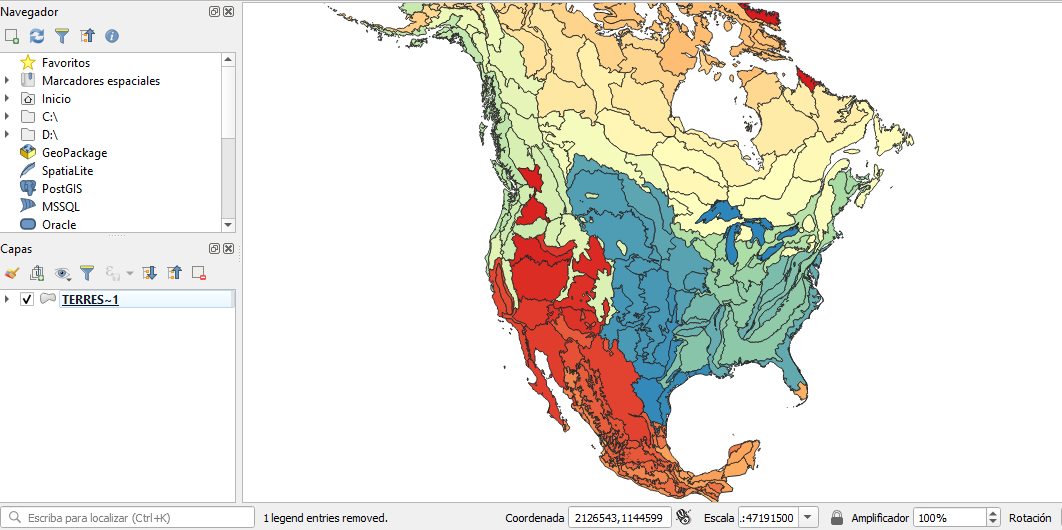 Navegador
Favoritos
Marcadores espaciales
Inicio
C:\
D:\
GeoPackage
SpatiaLite
PostGIS
MSSQL
Oracle
Capas
TERRES~1
Escriba para localizar (Ctrl+K)
1 legend entries removed.
Coordenada 2126543,1144599
Escala .:47191500
Amplificador 100%
Rotación